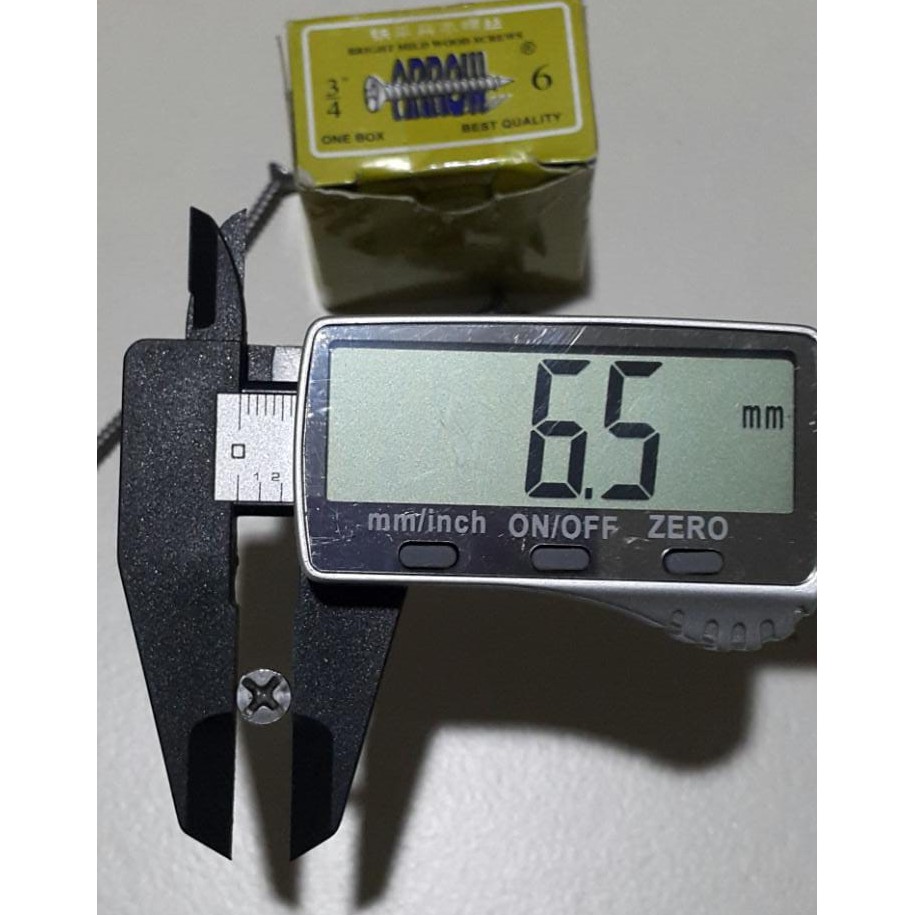 BRIGHT MILD WOOD SCREWS
ARROW ®
3"
4
6
ONE BOX
BEST QUALITY
6.5 mm
0
1 2
mm/inch ON/OFF ZERO